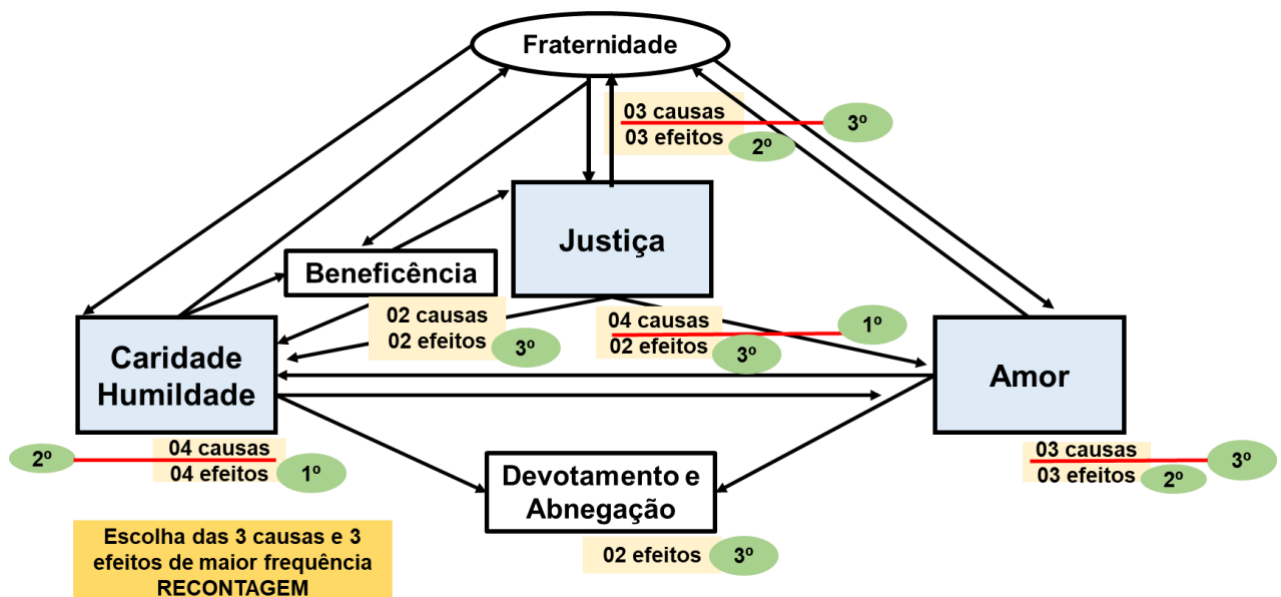 Fraternidade
03 causas
03 efeitos
3º
2º
Justiça
Beneficência
02 causas
02 efeitos
3º
04 causas
02 efeitos
1º
3º
Caridade
Humildade
Amor
2º
04 causas
04 efeitos
1º
03 causas
03 efeitos
3º
2º
Devotamento e
Abnegação
02 efeitos
3º
Escolha das 3 causas e 3
efeitos de maior frequência
RECONTAGEM